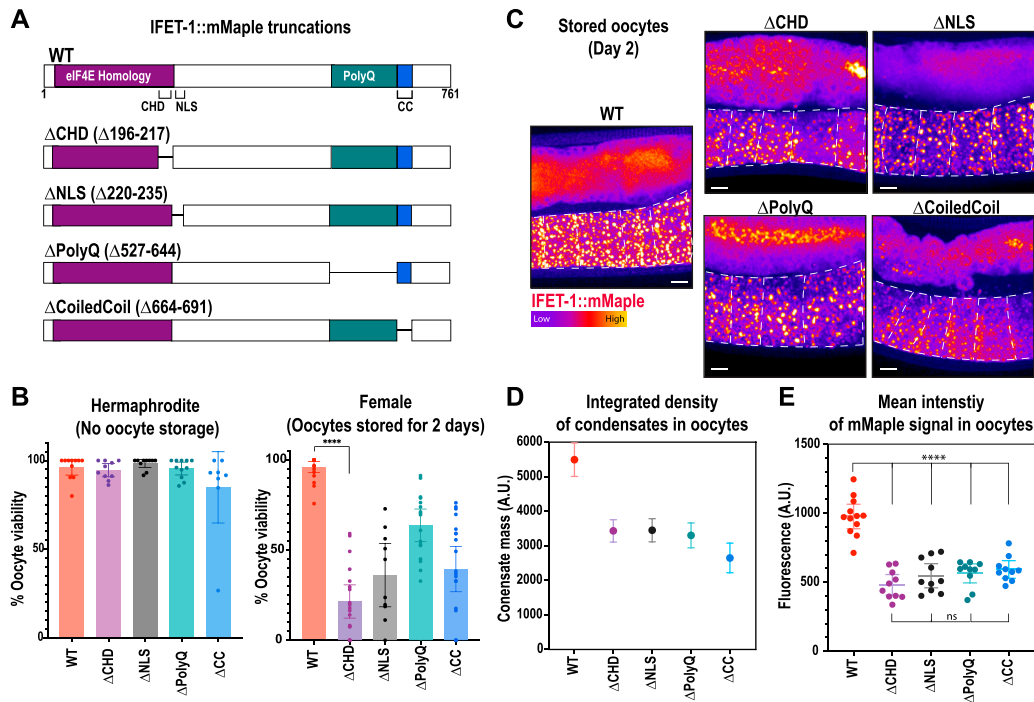 A
IFET-1::mMaple truncations
WT
eIF4E Homology
PolyQ
1
CHD
NLS
CC
761
ΔCHD (Δ196-217)
ΔNLS (Δ220-235)
ΔPolyQ (Δ527-644)
ΔCoiledCoil (Δ664-691)
C
Stored oocytes
(Day 2)
WT
ΔCHD
ΔNLS
ΔPolyQ
ΔCoiledCoil
IFET-1::mMaple
Low
High
B
Hermaphrodite
(No oocyte storage)
% Oocyte viability
100
50
0
WT
ΔCHD
ΔNLS
ΔPolyQ
ΔCC
Female
(Oocytes stored for 2 days)
****
% Oocyte viability
100
50
0
WT
ΔCHD
ΔNLS
ΔPolyQ
ΔCC
D
Integrated density
of condensates in oocytes
Conensate mass (A.U.)
6000
5000
4000
3000
2000
1000
0
WT
ΔCHD
ΔNLS
ΔPolyQ
ΔCC
E
Mean intenstiy
of mMaple signal in oocytes
Fluorescence (A.U.)
1500
1000
500
0
****
ns
WT
ΔCHD
ΔNLS
ΔPolyQ
ΔCC